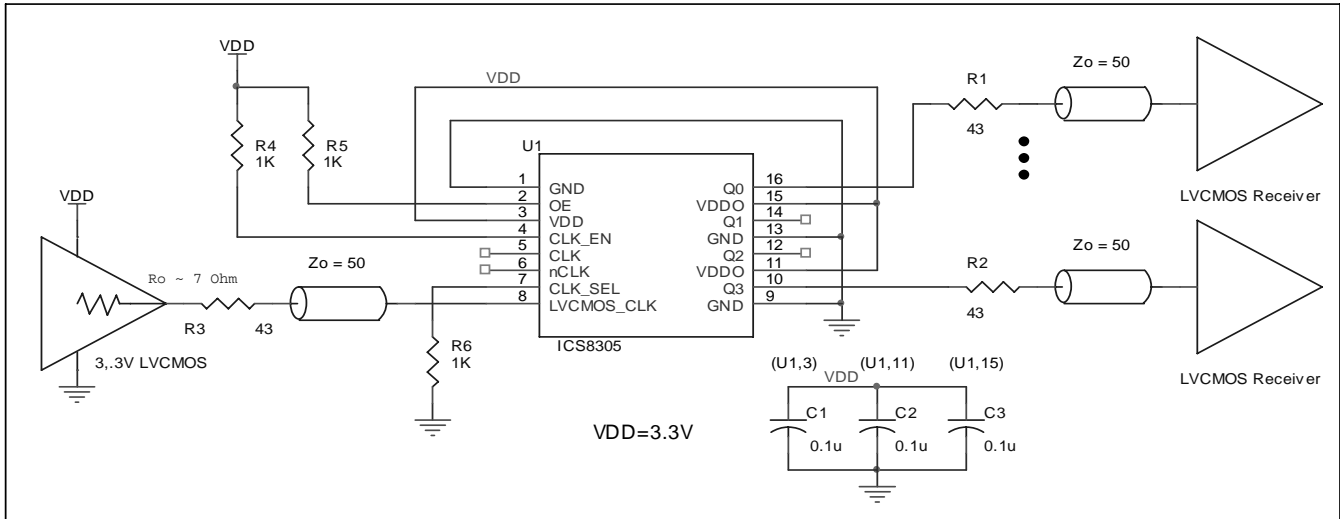 VDD
VDD
R4
1K
R5
1K
VDD
Ro ~ 7 Ohm
R3
43
3,.3V LVCMOS
Zo = 50
R6
1K
U1
1
GND
2
OE
3
VDD
4
CLK_EN
5
CLK
6
nCLK
7
CLK_SEL
8
LVCMOS_CLK
16
Q0
15
VDDO
14
Q1
13
GND
12
Q2
11
VDDO
10
Q3
9
GND
ICS8305
R1
43
Zo = 50
LVCMOS Receiver
R2
43
Zo = 50
LVCMOS Receiver
VDD=3.3V
(U1,3)
(U1,11)
(U1,15)
VDD
C1
0.1u
C2
0.1u
C3
0.1u